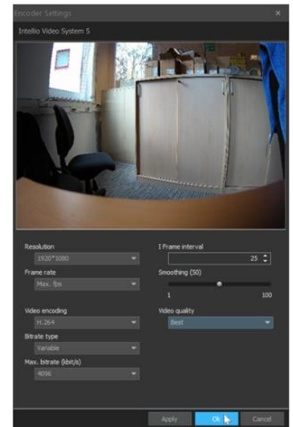 Encoder Settings
Intellio Video System 5
Resolution
1920*1080
Frame rate
Max. fps
Video encoding
H.264
Bitrate type
Variable
Max. bitrate (kbit/s)
4096
I Frame interval
25
Smoothing (50)
1 100
Video quality
Best
Apply Ok Cancel